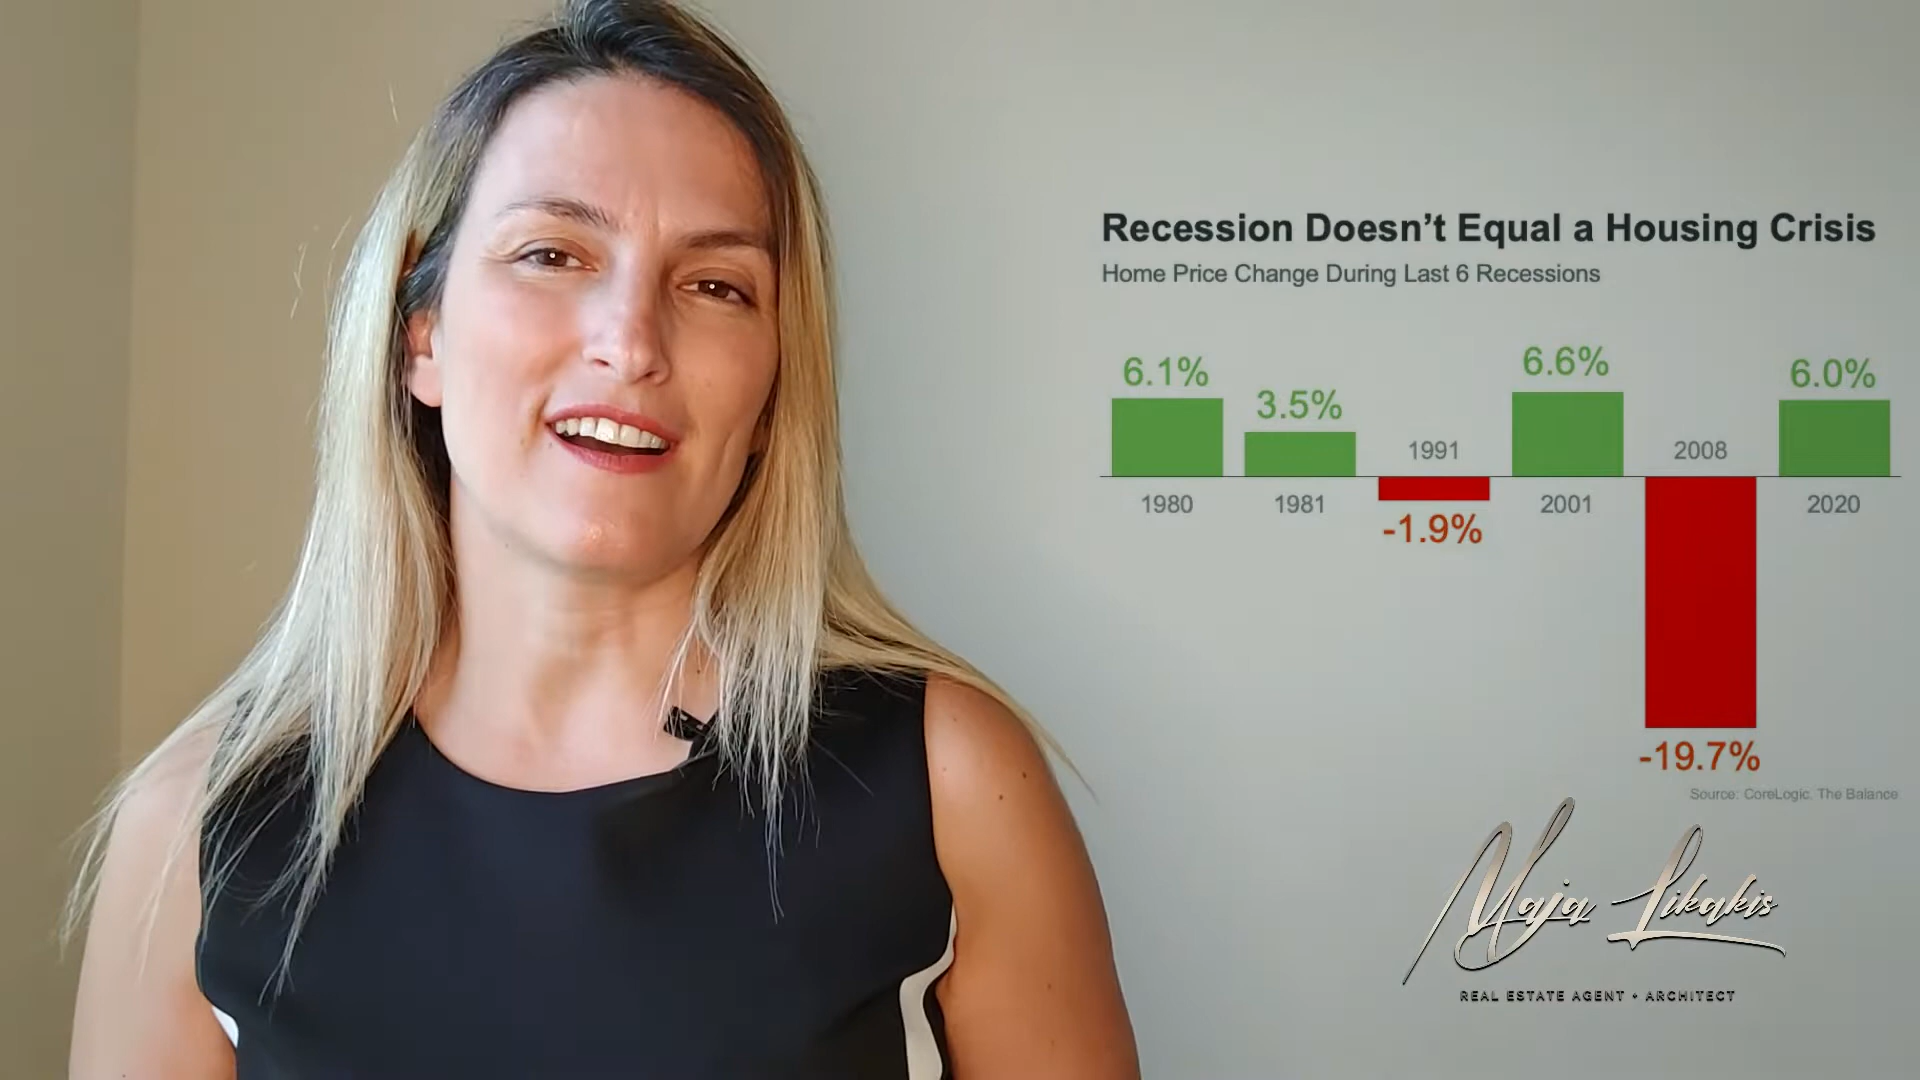 Recession Doesn’t Equal a Housing Crisis
Home Price Change During Last 6 Recessions
6.1%
3.5%
6.6%
6.0%
1991
2008
1980
1981
2001
2020
-1.9%
-19.7%
Source: CoreLogic, The Balance
Maja Likakis
REAL ESTATE AGENT • ARCHITECT